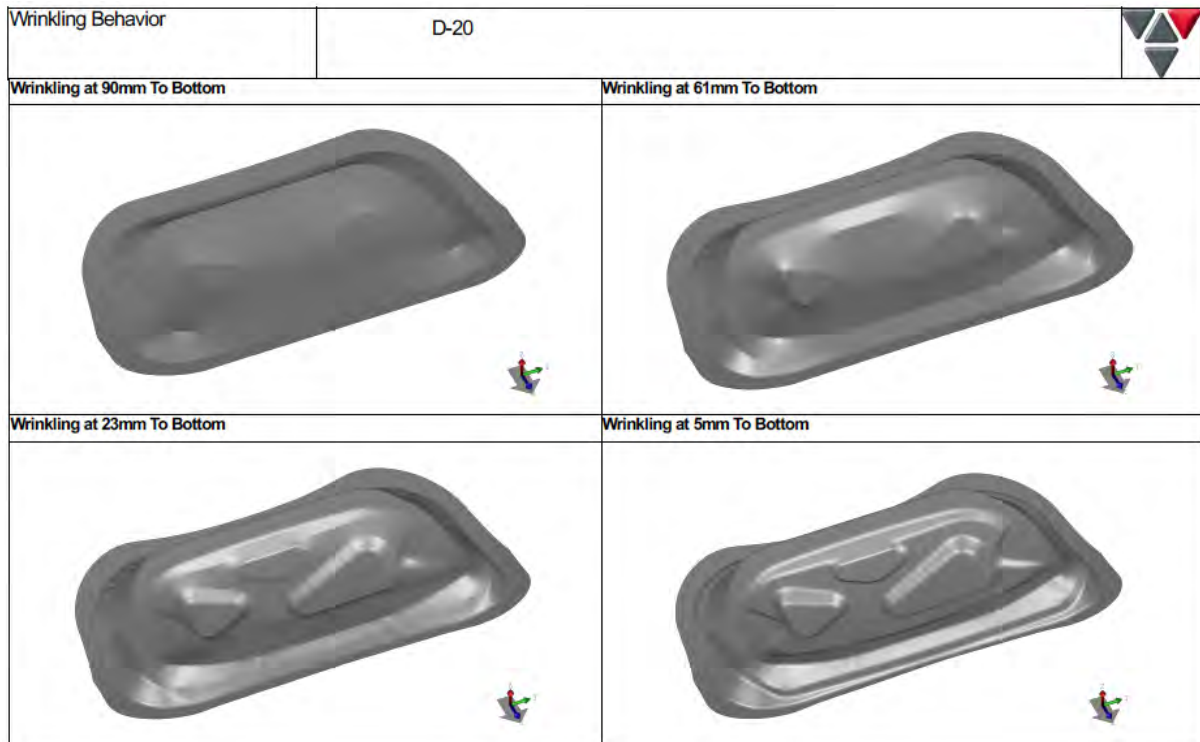 Wrinkling Behavior
D-20
Wrinkling at 90mm To Bottom
Wrinkling at 61mm To Bottom
Wrinkling at 23mm To Bottom
Wrinkling at 5mm To Bottom